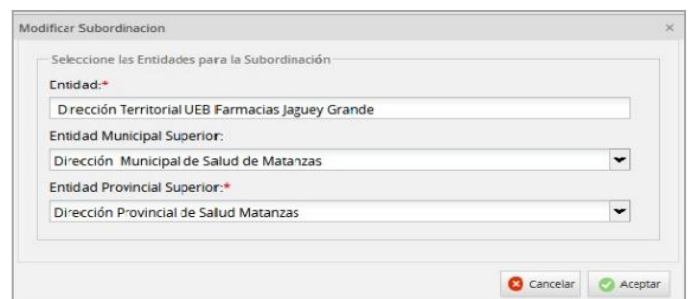 Modificar Subordinacion
Seleccione las Entidades para la Subordinación
Entidad:*
Dirección Territorial UEB Farmacias Jaguey Grande
Entidad Municipal Superior:
Dirección Municipal de Salud de Matanzas
Entidad Provincial Superior:*
Dirección Provincial de Salud Matanzas
Cancelar Aceptar